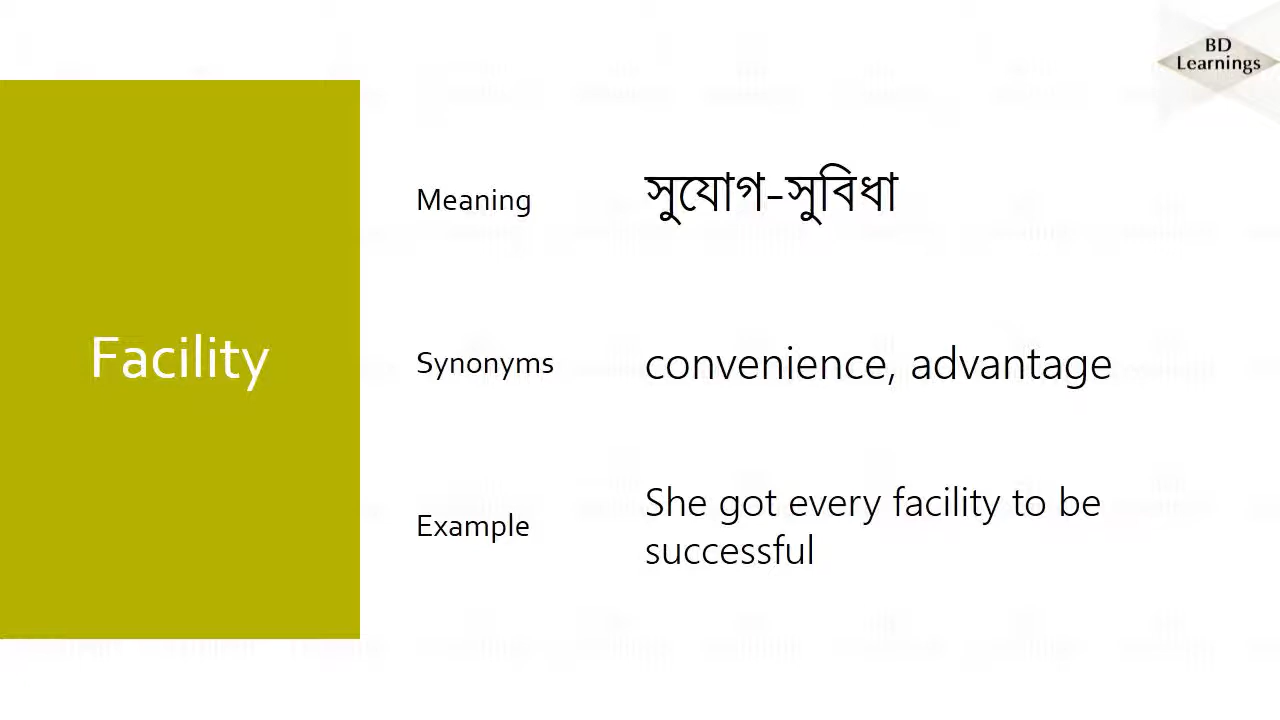 BD
Learnings
Meaning
সুযোগ-সুবিধা
Facility
Synonyms
convenience, advantage
Example
She got every facility to be
successful